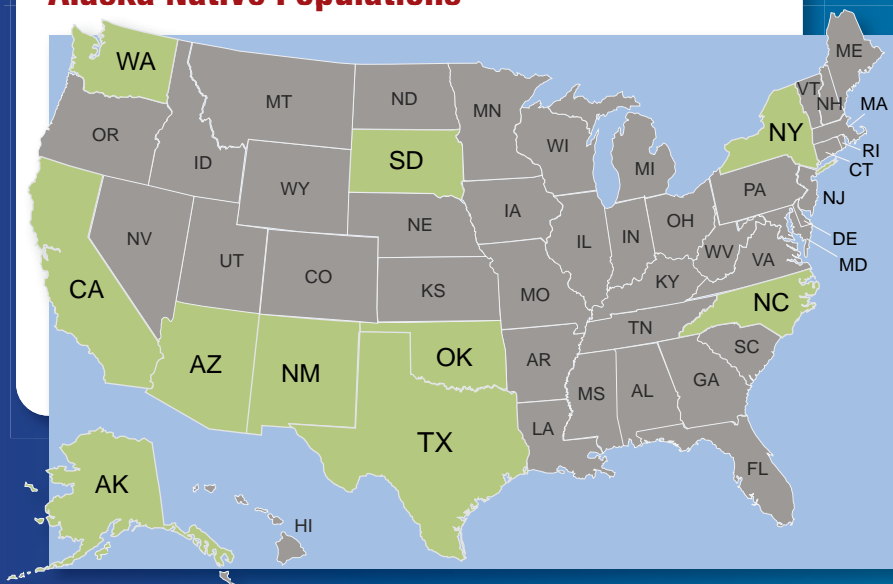 Alaska Native Populations
WA
ME
MT
ND
VT
NH
MA
MN
OR
NY
WI
RI
SD
ID
CT
MI
WY
PA
NJ
IA
NE
OH
NV
DE
IL
IN
WV
UT
VA
MD
CO
KY
CA
KS
MO
NC
TN
SC
OK
AR
AZ
NM
GA
MS
AL
LA
TX
FL
AK
HI